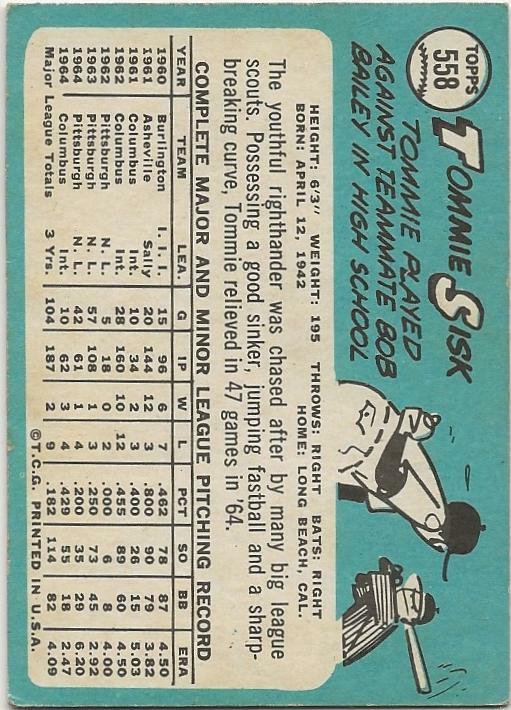 TOPPS
558
TOMMIE SISK
TOMMIE PLAYED
AGAINST TEAMMATE BOB
BAILEY IN HIGH SCHOOL
HEIGHT: 6'3" WEIGHT: 195 THROWS: RIGHT BATS: RIGHT
BORN: APRIL 12, 1942 HOME: LONG BEACH, CAL.
The youthful righthander was chased after by many big league
scouts. Possessing a good sinker, jumping fastball and a sharp-
breaking curve, Tommie relieved in 47 games in '64.
COMPLETE MAJOR AND MINOR LEAGUE PITCHING RECORD
YEAR TEAM LEA. G IP W L PCT SO BB ERA
1960 Burlington I. I. I. 15 96 6 7 .462 78 87 4.50
1961 Asheville Sally 20 144 12 3 .800 90 79 3.82
1961 Columbus Int. 10 34 2 3 .400 26 15 5.03
1962 Columbus Int. 28 160 10 12 .455 89 60 4.50
1962 Pittsburgh N. L. 5 18 0 2 .000 6 8 4.00
1963 Pittsburgh N. L. 57 108 1 3 .250 73 45 2.92
1964 Pittsburgh N. L. 42 61 1 4 .200 35 29 6.20
1964 Columbus Int. 10 62 3 4 .429 55 18 2.47
Major League Totals 3 Yrs. 104 187 2 9 .182 114 82 4.09
©T.C.G. PRINTED IN U.S.A.